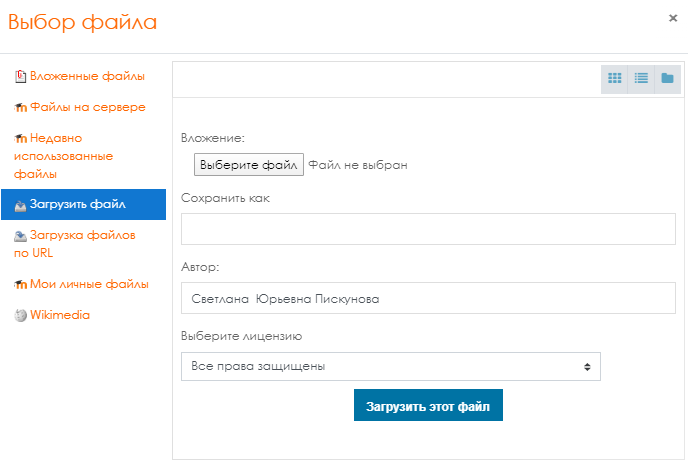 Выбор файла
×
Вложенные файлы
Файлы на сервере
Недавно
использованные
файлы
Загрузить файл
Загрузка файлов
по URL
Мои личные файлы
Wikimedia
Вложение:
Выберите файл Файл не выбран
Сохранить как
Автор:
Светлана Юрьевна Пискунова
Выберите лицензию
Все права защищены
Загрузить этот файл